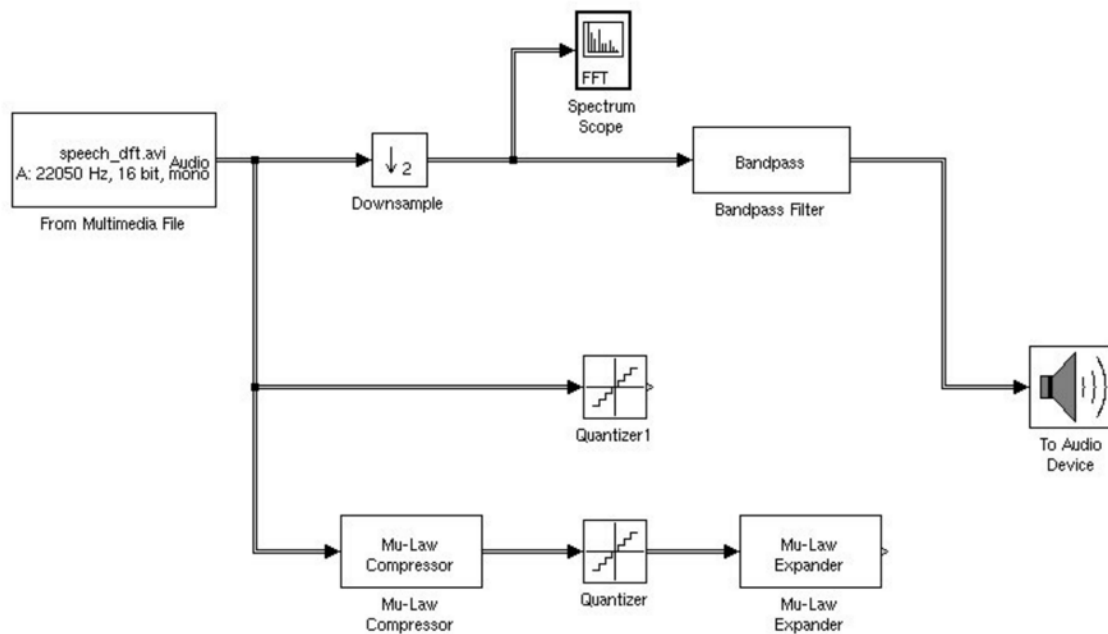 FFT
Spectrum
Scope
speech_dft.avi
Audio
A: 22050 Hz, 16 bit, mono
From Multimedia File
↓2
Downsample
Bandpass
Bandpass Filter
Quantizer1
To Audio
Device
Mu-Law
Compressor
Mu-Law
Compressor
Quantizer
Mu-Law
Expander
Mu-Law
Expander